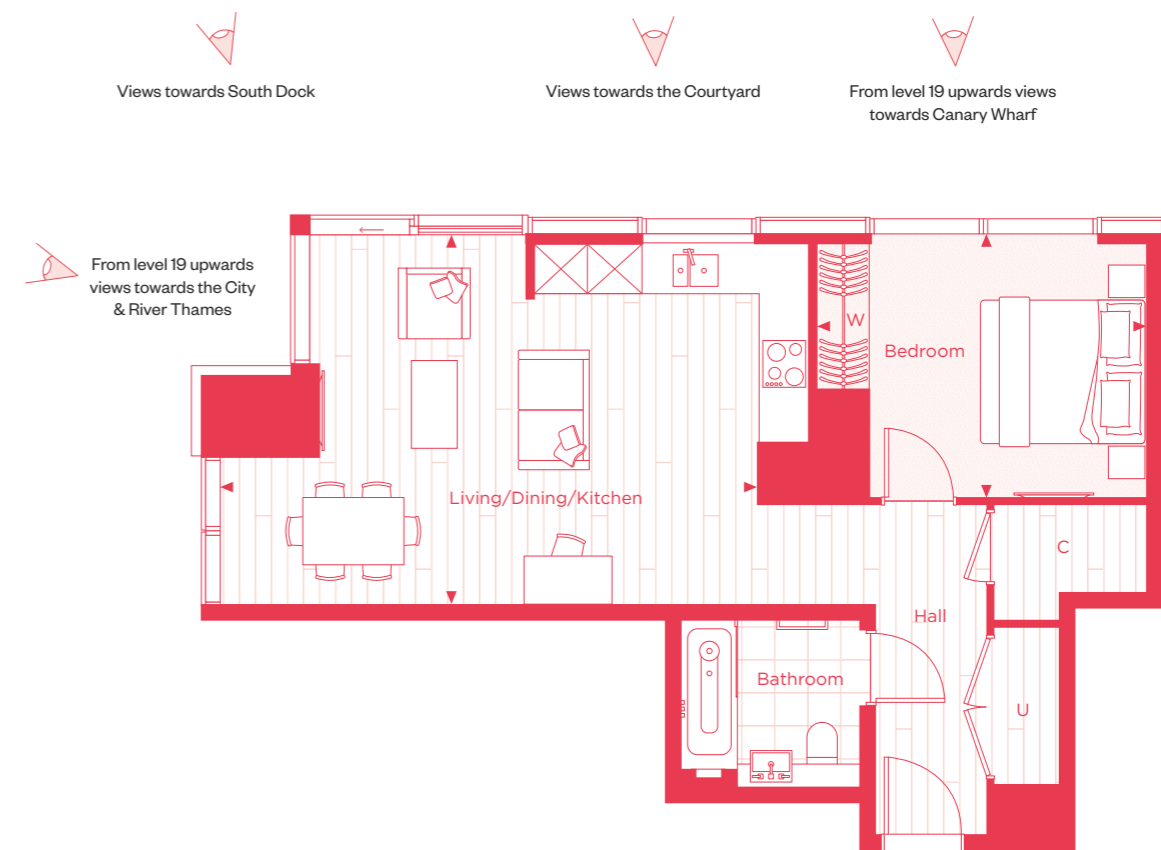 Views towards South Dock
Views towards the Courtyard
From level 19 upwards views
towards Canary Wharf
From level 19 upwards
views towards the City
& River Thames
W
Bedroom
Living/Dining/Kitchen
C
Hall
Bathroom
U